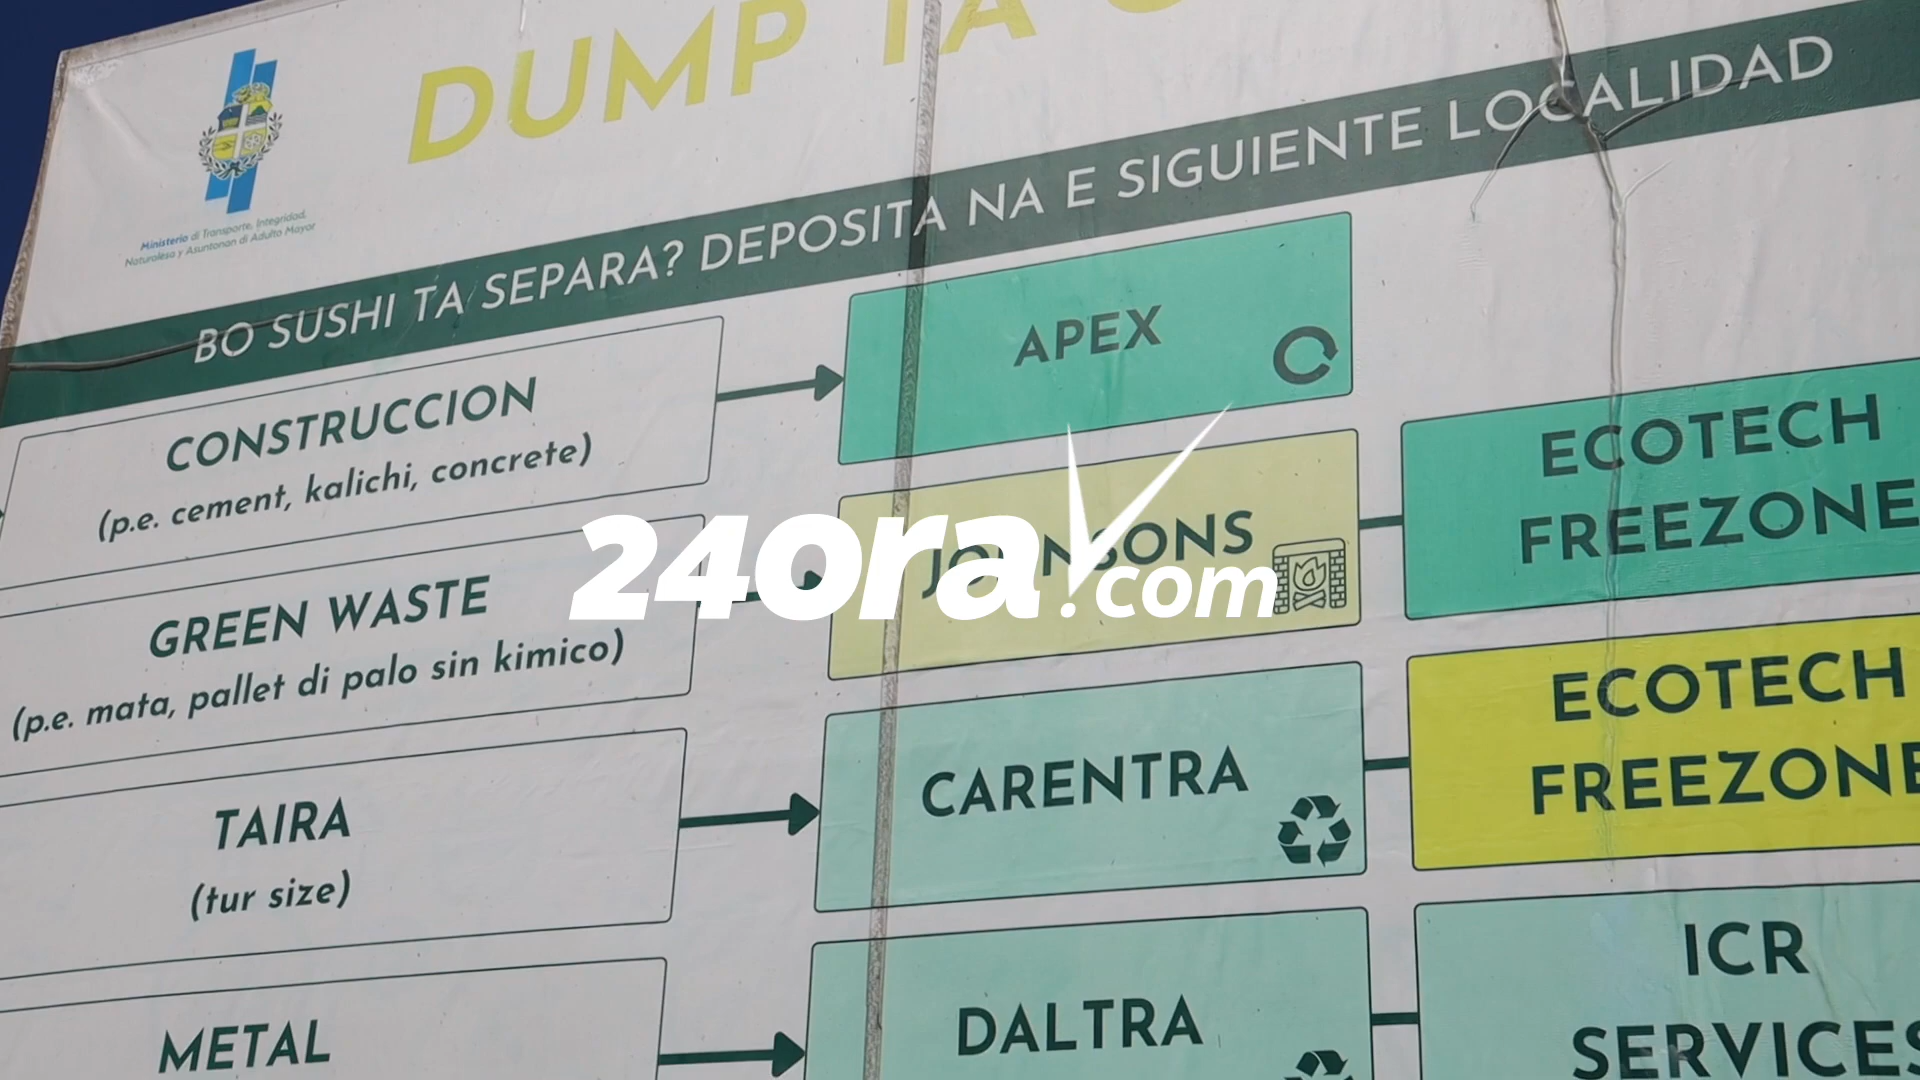 DUMP TA
Ministerio di Transporte, Integridad,
Naturalesa y Asuntonan di Adulto Mayor
BO SUSHI TA SEPARA? DEPOSITA NA E SIGUIENTE LOCALIDAD
CONSTRUCCION
(p.e. cement, kalichi, concrete)
APEX
GREEN WASTE
(p.e. mata, pallet di palo sin kimico)
JOHNSONS
ECOTECH
FREEZONE
24ora.com
TAIRA
(tur size)
CARENTRA
ECOTECH
FREEZONE
METAL
DALTRA
ICR
SERVICES